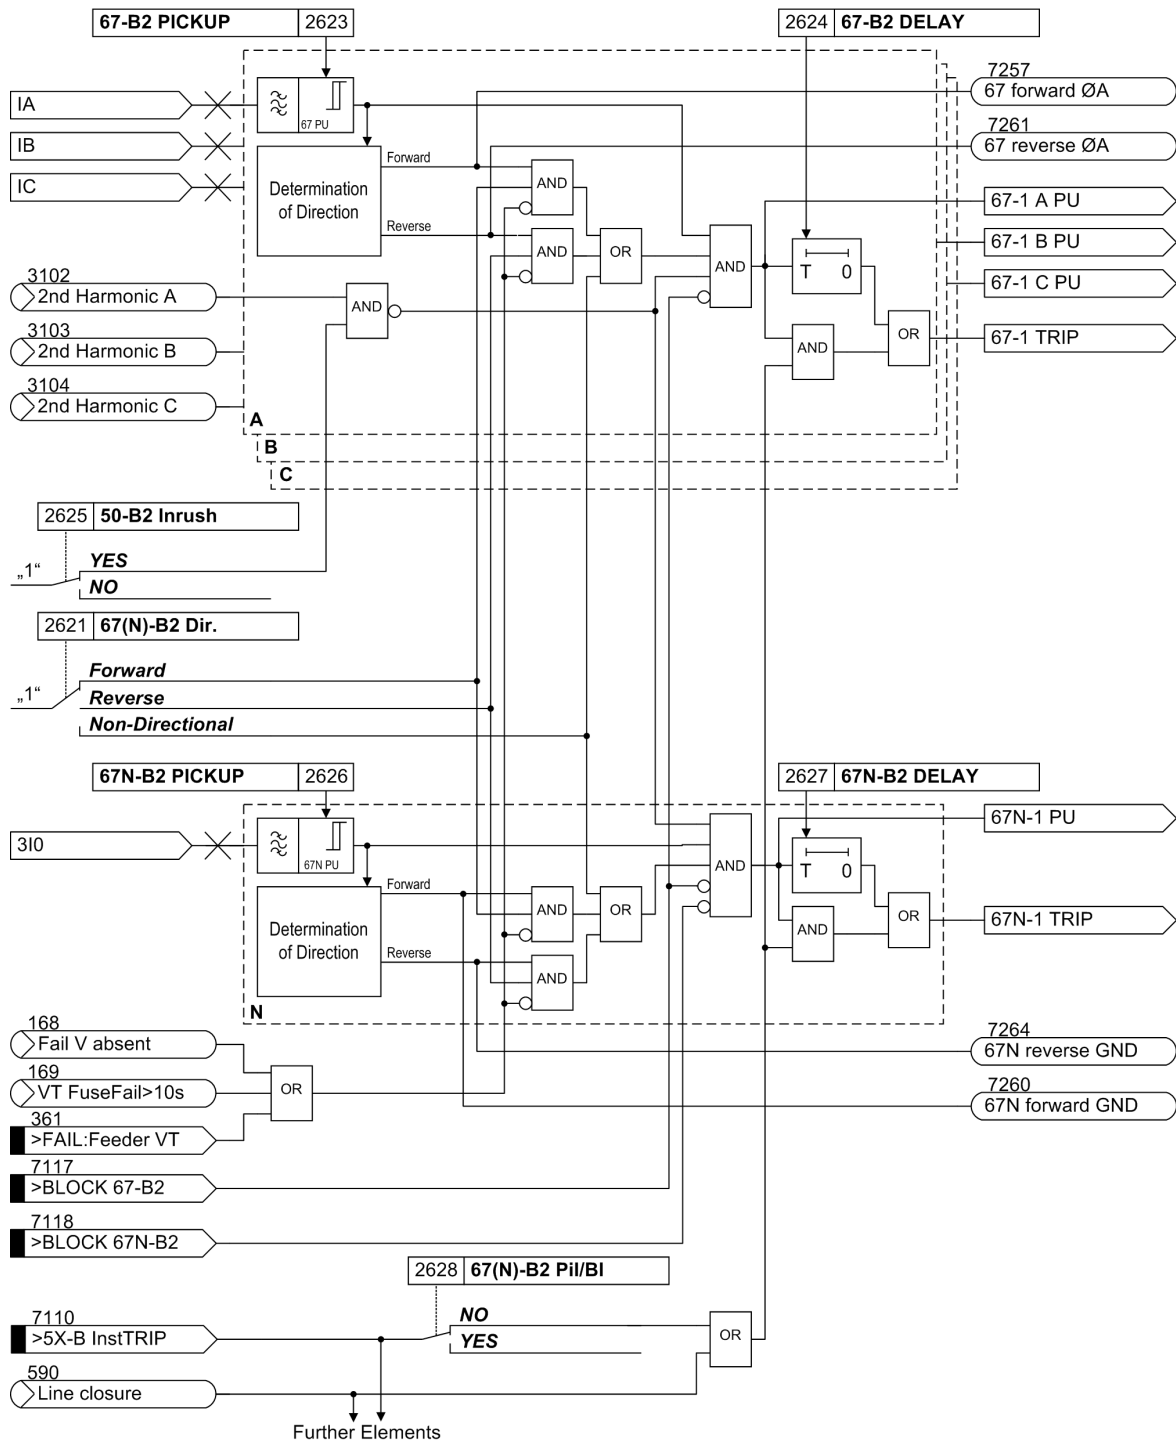 67-B2 PICKUP 2623
2624 67-B2 DELAY
7257
67 forward ØA
IA
67 PU
7261
67 reverse ØA
IB
Forward
AND
IC
Determination
of Direction
67-1 A PU
Reverse
AND
OR
AND
67-1 B PU
T 0
3102
2nd Harmonic A
AND
67-1 C PU
3103
2nd Harmonic B
AND
OR
67-1 TRIP
3104
2nd Harmonic C
A
B
C
2625 50-B2 Inrush
„1“
YES
NO
2621 67(N)-B2 Dir.
„1“
Forward
Reverse
Non-Directional
67N-B2 PICKUP 2626
2627 67N-B2 DELAY
67N-1 PU
3I0
67N PU
AND
T 0
Forward
Determination
of Direction
AND
OR
OR
67N-1 TRIP
AND
Reverse
AND
N
168
Fail V absent
7264
67N reverse GND
169
VT FuseFail>10s
OR
7260
67N forward GND
361
>FAIL:Feeder VT
7117
>BLOCK 67-B2
7118
>BLOCK 67N-B2
2628 67(N)-B2 Pil/Bl
7110
>5X-B InstTRIP
NO
YES
OR
590
Line closure
Further Elements